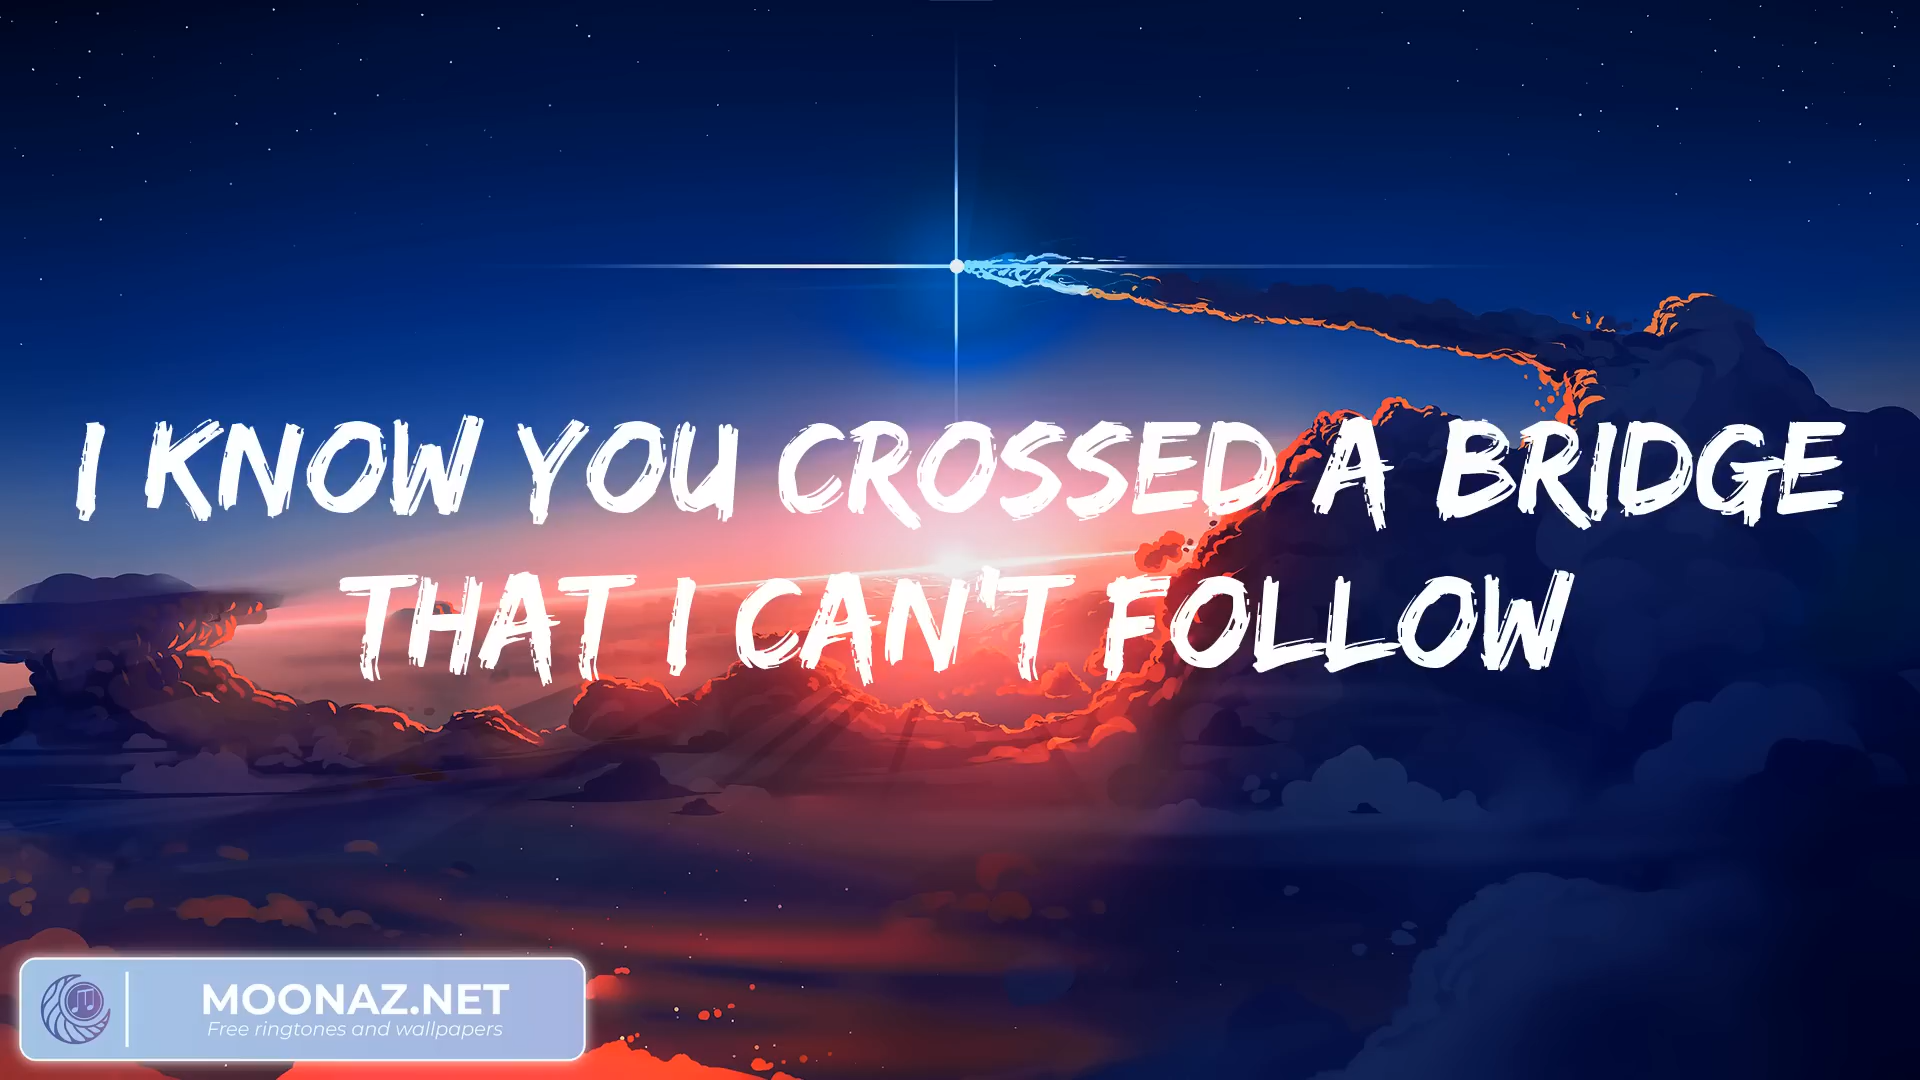 I KNOW YOU CROSSED A BRIDGE
THAT I CAN'T FOLLOW
MOONAZ.NET
Free ringtones and wallpapers